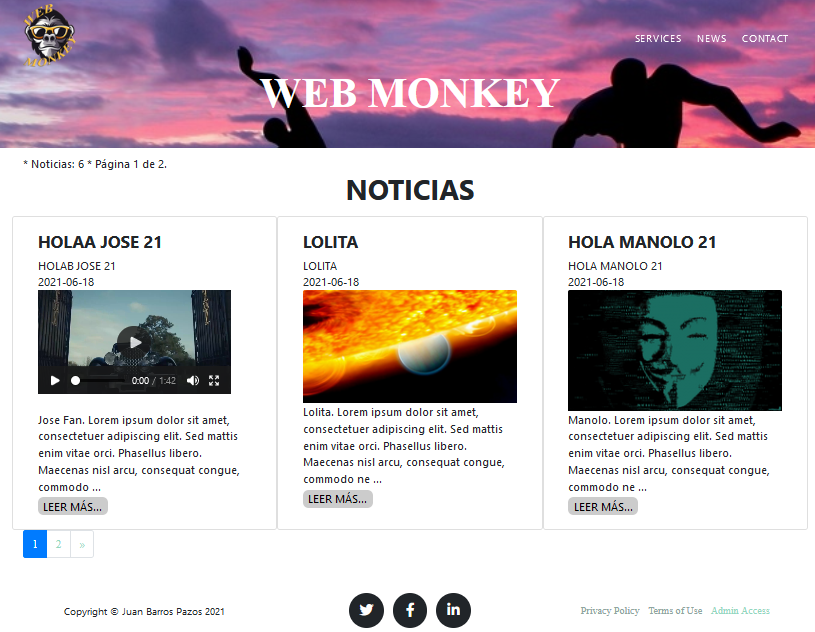 WEB
MONKEY
SERVICES NEWS CONTACT
WEB MONKEY
* Noticias: 6 * Página 1 de 2.
NOTICIAS
HOLAA JOSE 21
HOLAB JOSE 21
2021-06-18
0:00 / 1:42
Jose Fan. Lorem ipsum dolor sit amet,
consectetuer adipiscing elit. Sed mattis
enim vitae orci. Phasellus libero.
Maecenas nisl arcu, consequat congue,
commodo ...
LEER MÁS...
LOLITA
LOLITA
2021-06-18
Lolita. Lorem ipsum dolor sit amet,
consectetuer adipiscing elit. Sed mattis
enim vitae orci. Phasellus libero.
Maecenas nisl arcu, consequat congue,
commodo ne ...
LEER MÁS...
HOLA MANOLO 21
HOLA MANOLO 21
2021-06-18
Manolo. Lorem ipsum dolor sit amet,
consectetuer adipiscing elit. Sed mattis
enim vitae orci. Phasellus libero.
Maecenas nisl arcu, consequat congue,
commodo ne ...
LEER MÁS...
1 2 »
Copyright © Juan Barros Pazos 2021
Privacy Policy Terms of Use Admin Access